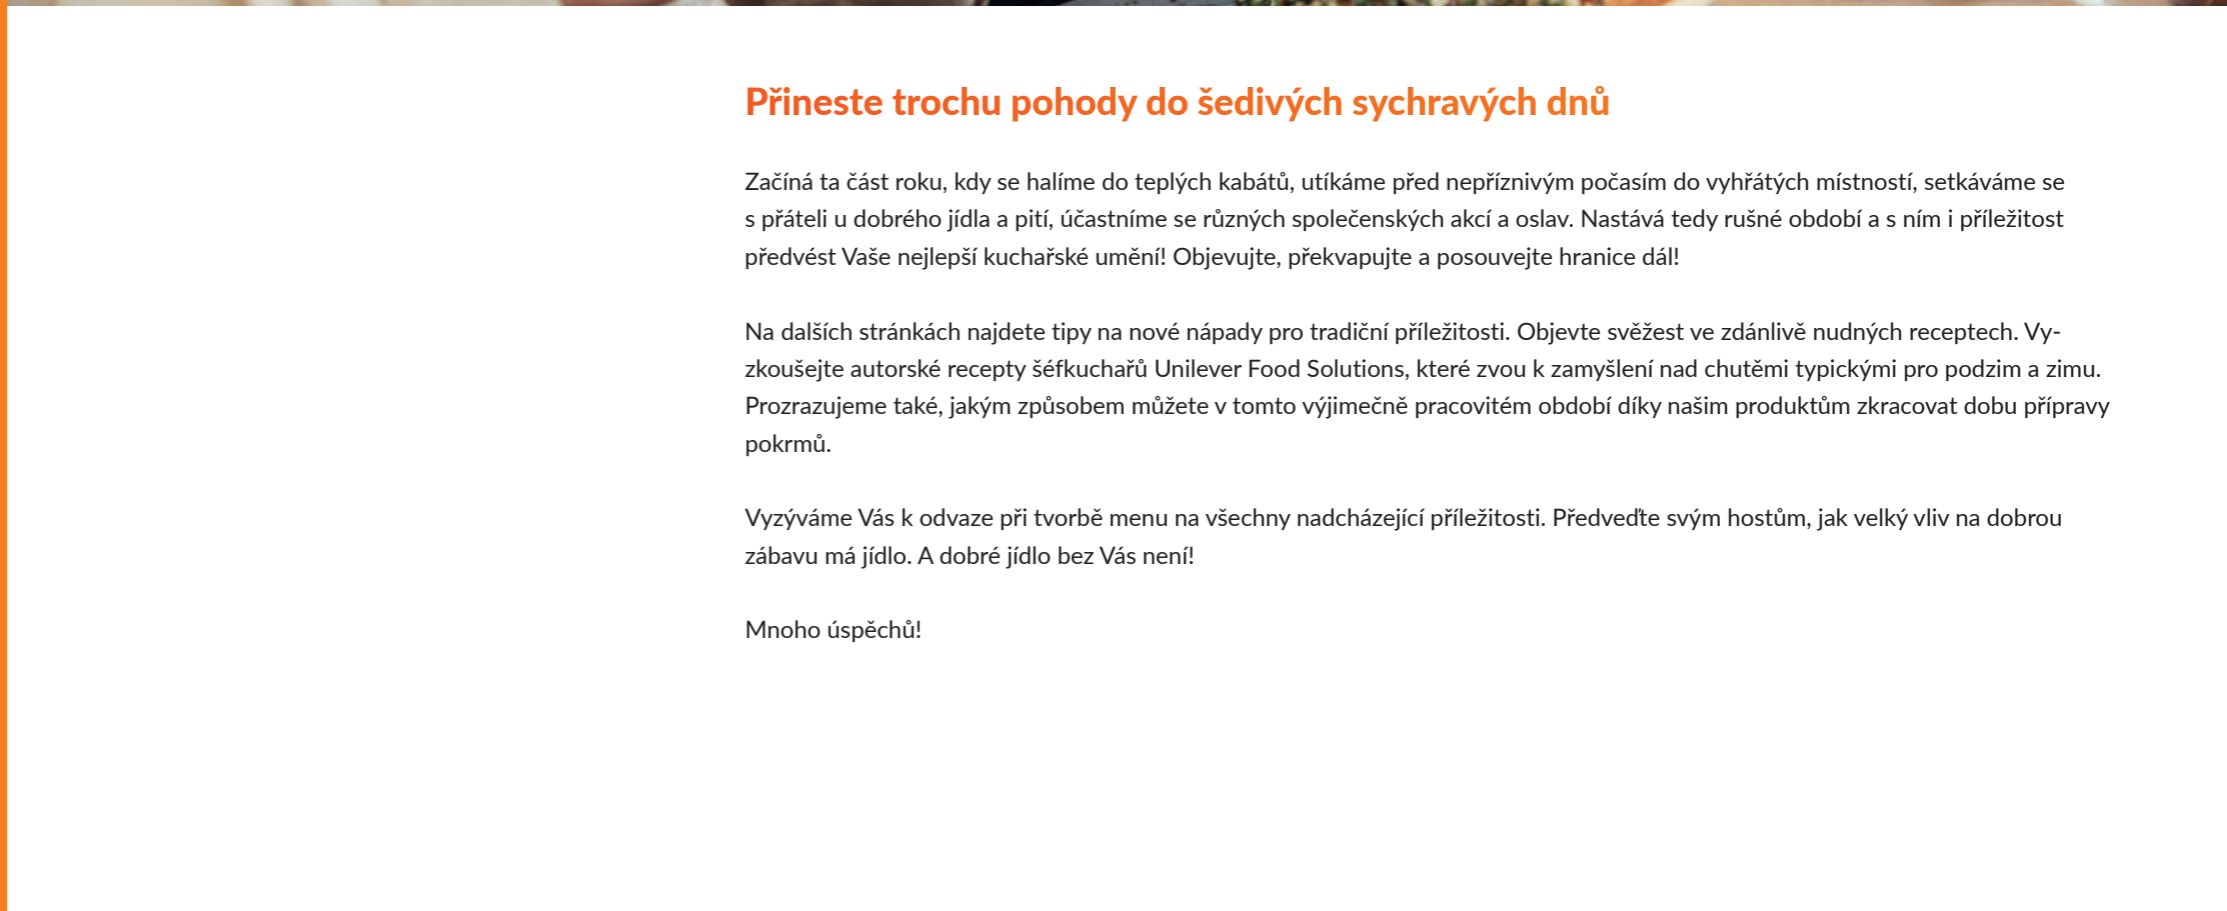 Přineste trochu pohody do šedivých sychravých dnů
Začíná ta část roku, kdy se halíme do teplých kabátů, utíkáme před nepříznivým počasím do vyhřátých místností, setkáváme se
s přáteli u dobrého jídla a pití, účastníme se různých společenských akcí a oslav. Nastává tedy rušné období a s ním i příležitost
předvést Vaše nejlepší kuchařské umění! Objevujte, překvapujte a posouvejte hranice dál!
Na dalších stránkách najdete tipy na nové nápady pro tradiční příležitosti. Objevte svěžest ve zdánlivě nudných receptech. Vy-
zkoušejte autorské recepty šéfkuchařů Unilever Food Solutions, které zvou k zamyšlení nad chutěmi typickými pro podzim a zimu.
Prozrazujeme také, jakým způsobem můžete v tomto výjimečně pracovitém období díky našim produktům zkracovat dobu přípravy
pokrmů.
Vyzýváme Vás k odvaze při tvorbě menu na všechny nadcházející příležitosti. Předveďte svým hostům, jak velký vliv na dobrou
zábavu má jídlo. A dobré jídlo bez Vás není!
Mnoho úspěchů!